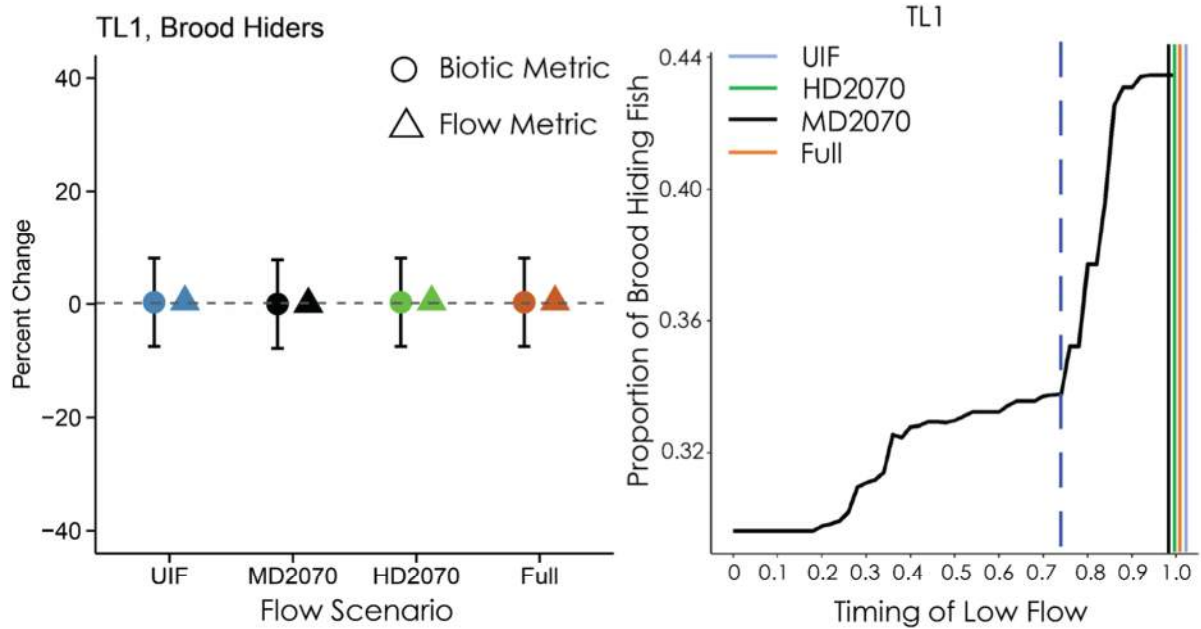 TL1, Brood Hiders
Biotic Metric
Flow Metric
Percent Change
40
20
0
−20
−40
UIF MD2070 HD2070 Full
Flow Scenario
TL1
UIF
HD2070
MD2070
Full
Proportion of Brood Hiding Fish
0.44
0.40
0.36
0.32
0 0.1 0.2 0.3 0.4 0.5 0.6 0.7 0.8 0.9 1.0
Timing of Low Flow